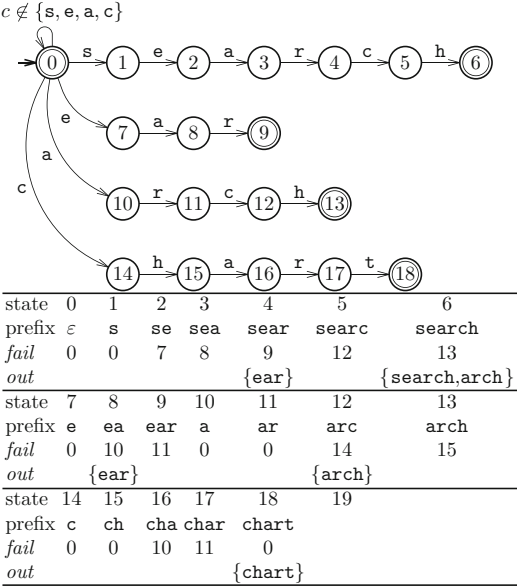 c ∉ {s, e, a, c}
0 s 1 e 2 a 3 r 4 c 5 h 6
e 7 a 8 r 9
a 10 r 11 c 12 h 13
c 14 h 15 a 16 r 17 t 18
state 0 1 2 3 4 5 6
prefix ε s se sea sear searc search
fail 0 0 7 8 9 12 13
out {ear} {search,arch}
state 7 8 9 10 11 12 13
prefix e ea ear a ar arc arch
fail 0 10 11 0 0 14 15
out {ear} {arch}
state 14 15 16 17 18 19
prefix c ch cha char chart
fail 0 0 10 11 0
out {chart}